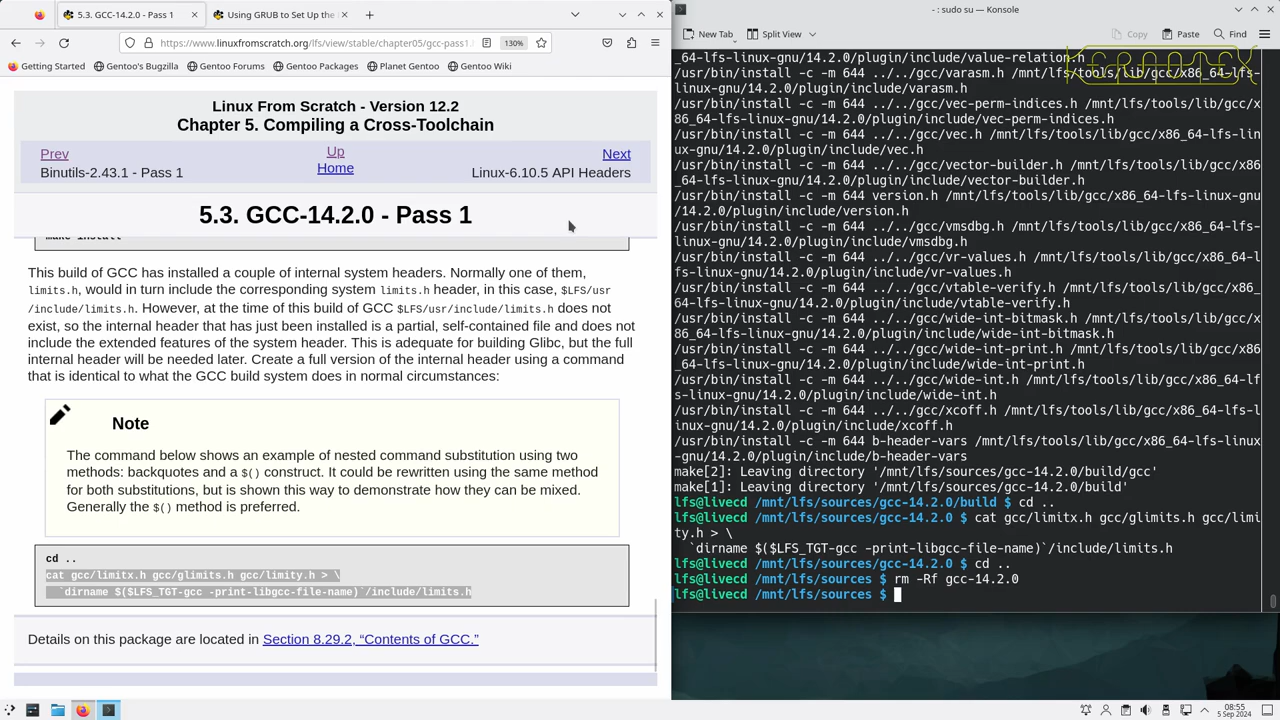 5.3. GCC-14.2.0 - Pass 1
Using GRUB to Set Up the
https://www.linuxfromscratch.org/lfs/view/stable/chapter05/gcc-pass1.
130%
Getting Started
Gentoo's Bugzilla
Gentoo Forums
Gentoo Packages
Planet Gentoo
Gentoo Wiki
Linux From Scratch - Version 12.2
Chapter 5. Compiling a Cross-Toolchain
Prev
Up
Next
Binutils-2.43.1 - Pass 1
Home
Linux-6.10.5 API Headers
5.3. GCC-14.2.0 - Pass 1
make install
This build of GCC has installed a couple of internal system headers. Normally one of them,
limits.h, would in turn include the corresponding system limits.h header, in this case, $LFS/usr
/include/limits.h. However, at the time of this build of GCC $LFS/usr/include/limits.h does not
exist, so the internal header that has just been installed is a partial, self-contained file and does not
include the extended features of the system header. This is adequate for building Glibc, but the full
internal header will be needed later. Create a full version of the internal header using a command
that is identical to what the GCC build system does in normal circumstances:
Note
The command below shows an example of nested command substitution using two
methods: backquotes and a $() construct. It could be rewritten using the same method
for both substitutions, but is shown this way to demonstrate how they can be mixed.
Generally the $() method is preferred.
cd ..
cat gcc/limitx.h gcc/glimits.h gcc/limity.h > \
`dirname $($LFS_TGT-gcc -print-libgcc-file-name)`/include/limits.h
Details on this package are located in Section 8.29.2, “Contents of GCC.”
- : sudo su — Konsole
New Tab
Split View
Copy
Paste
Find
_64-lfs-linux-gnu/14.2.0/plugin/include/value-relation.h
/usr/bin/install -c -m 644 ../../gcc/varasm.h /mnt/lfs/tools/lib/gcc/x86_64-lfs-
linux-gnu/14.2.0/plugin/include/varasm.h
/usr/bin/install -c -m 644 ../../gcc/vec-perm-indices.h /mnt/lfs/tools/lib/gcc/x
86_64-lfs-linux-gnu/14.2.0/plugin/include/vec-perm-indices.h
/usr/bin/install -c -m 644 ../../gcc/vec.h /mnt/lfs/tools/lib/gcc/x86_64-lfs-lin
ux-gnu/14.2.0/plugin/include/vec.h
/usr/bin/install -c -m 644 ../../gcc/vector-builder.h /mnt/lfs/tools/lib/gcc/x86
_64-lfs-linux-gnu/14.2.0/plugin/include/vector-builder.h
/usr/bin/install -c -m 644 version.h /mnt/lfs/tools/lib/gcc/x86_64-lfs-linux-gnu
/14.2.0/plugin/include/version.h
/usr/bin/install -c -m 644 ../../gcc/vmsdbg.h /mnt/lfs/tools/lib/gcc/x86_64-lfs-
linux-gnu/14.2.0/plugin/include/vmsdbg.h
/usr/bin/install -c -m 644 ../../gcc/vr-values.h /mnt/lfs/tools/lib/gcc/x86_64-l
fs-linux-gnu/14.2.0/plugin/include/vr-values.h
/usr/bin/install -c -m 644 ../../gcc/vtable-verify.h /mnt/lfs/tools/lib/gcc/x86_
64-lfs-linux-gnu/14.2.0/plugin/include/vtable-verify.h
/usr/bin/install -c -m 644 ../../gcc/wide-int-bitmask.h /mnt/lfs/tools/lib/gcc/x
86_64-lfs-linux-gnu/14.2.0/plugin/include/wide-int-bitmask.h
/usr/bin/install -c -m 644 ../../gcc/wide-int-print.h /mnt/lfs/tools/lib/gcc/x86
_64-lfs-linux-gnu/14.2.0/plugin/include/wide-int-print.h
/usr/bin/install -c -m 644 ../../gcc/wide-int.h /mnt/lfs/tools/lib/gcc/x86_64-lf
s-linux-gnu/14.2.0/plugin/include/wide-int.h
/usr/bin/install -c -m 644 ../../gcc/xcoff.h /mnt/lfs/tools/lib/gcc/x86_64-lfs-l
inux-gnu/14.2.0/plugin/include/xcoff.h
/usr/bin/install -c -m 644 b-header-vars /mnt/lfs/tools/lib/gcc/x86_64-lfs-linux
-gnu/14.2.0/plugin/include/b-header-vars
make[2]: Leaving directory '/mnt/lfs/sources/gcc-14.2.0/build/gcc'
make[1]: Leaving directory '/mnt/lfs/sources/gcc-14.2.0/build'
lfs@livecd /mnt/lfs/sources/gcc-14.2.0/build $ cd ..
lfs@livecd /mnt/lfs/sources/gcc-14.2.0 $ cat gcc/limitx.h gcc/glimits.h gcc/limi
ty.h > \
`dirname $($LFS_TGT-gcc -print-libgcc-file-name)`/include/limits.h
lfs@livecd /mnt/lfs/sources/gcc-14.2.0 $ cd ..
lfs@livecd /mnt/lfs/sources $ rm -Rf gcc-14.2.0
lfs@livecd /mnt/lfs/sources $
08:55
5 Sep 2024